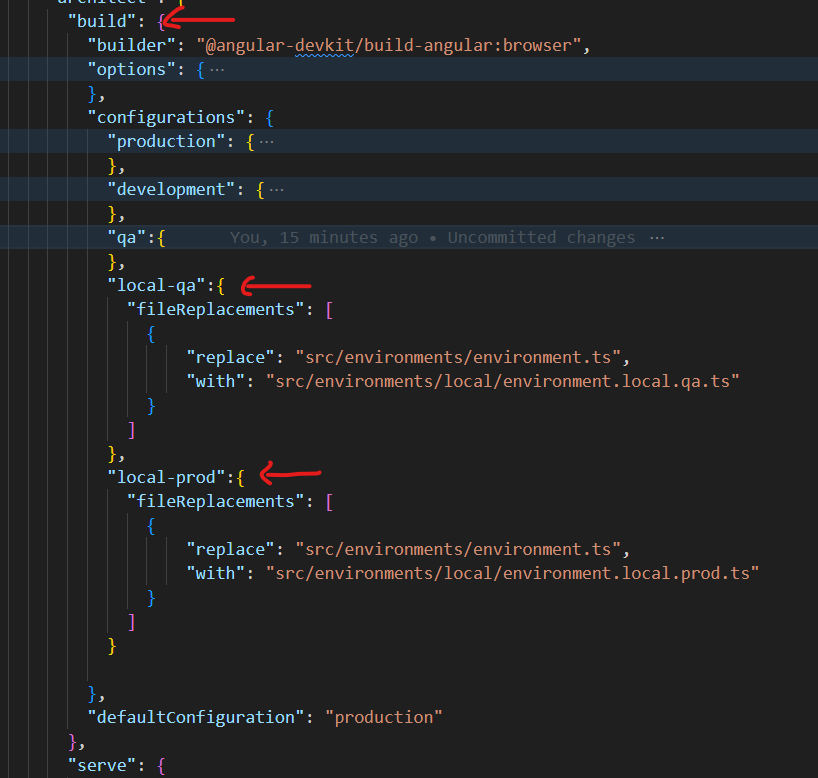 "build": {
"builder": "@angular-devkit/build-angular:browser",
"options": { ···
},
"configurations": {
"production": { ···
},
"development": { ···
},
"qa":{ You, 15 minutes ago • Uncommitted changes ···
},
"local-qa":{
"fileReplacements": [
{
"replace": "src/environments/environment.ts",
"with": "src/environments/local/environment.local.qa.ts"
}
]
},
"local-prod":{
"fileReplacements": [
{
"replace": "src/environments/environment.ts",
"with": "src/environments/local/environment.local.prod.ts"
}
]
}
},
"defaultConfiguration": "production"
},
"serve": {